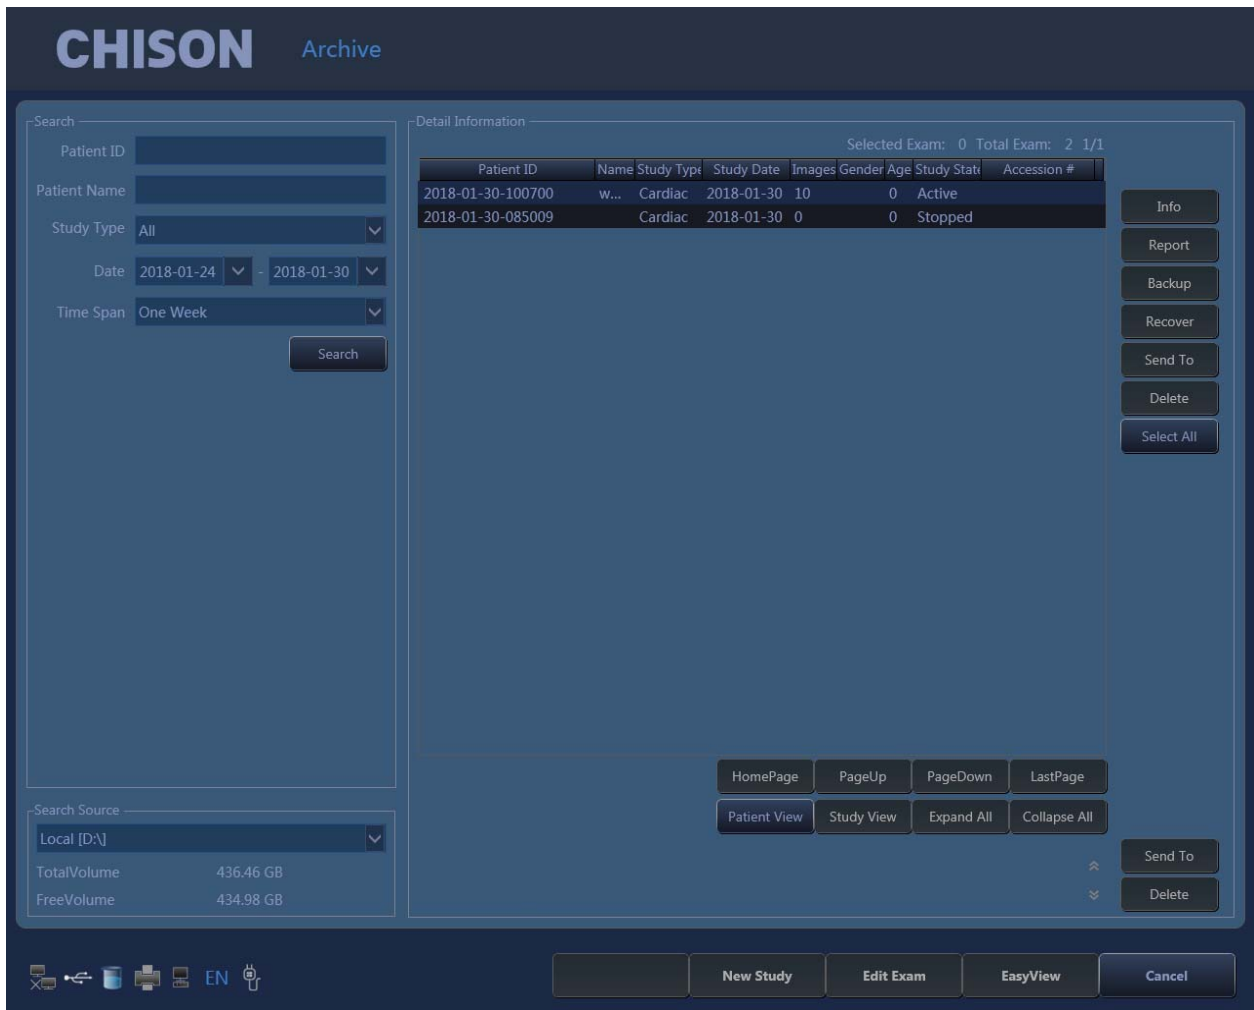 CHISON Archive
Search
Patient ID
Patient Name
Study Type All
Date 2018-01-24 - 2018-01-30
Time Span One Week
Search
Detail Information
Selected Exam: 0 Total Exam: 2 1/1
Patient ID Name Study Type Study Date Images Gender Age Study State Accession #
2018-01-30-100700 w... Cardiac 2018-01-30 10 0 Active
2018-01-30-085009 Cardiac 2018-01-30 0 0 Stopped
Info
Report
Backup
Recover
Send To
Delete
Select All
HomePage PageUp PageDown LastPage
Patient View Study View Expand All Collapse All
Search Source
Local [D:\]
TotalVolume 436.46 GB
FreeVolume 434.98 GB
Send To
Delete
EN
New Study Edit Exam EasyView Cancel